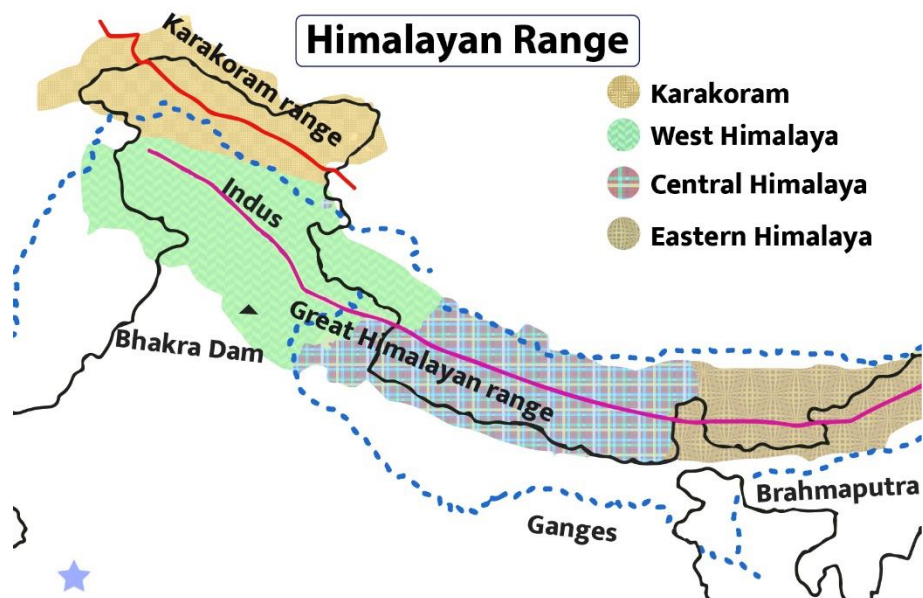 Himalayan Range
Karakoram range
Karakoram
West Himalaya
Central Himalaya
Eastern Himalaya
Indus
Great Himalayan range
Bhakra Dam
Brahmaputra
Ganges